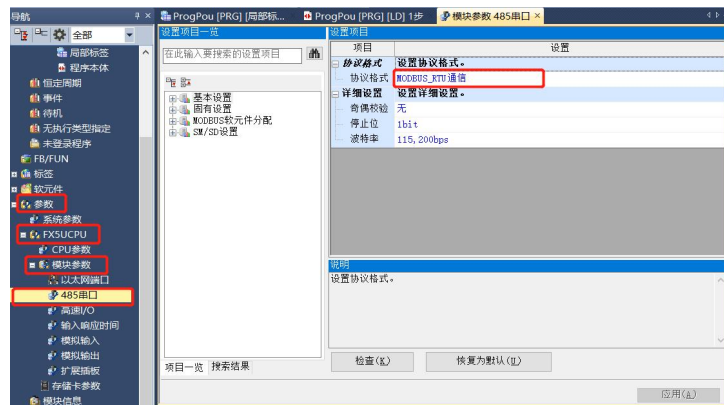 导航
ProgPou [PRG] [局部标...
ProgPou [PRG] [LD] 1步
模块参数 485串口
全部
局部标签
程序本体
恒定周期
事件
待机
无执行类型指定
未登录程序
FB/FUN
标签
软元件
参数
系统参数
FX5UCPU
CPU参数
模块参数
以太网端口
485串口
高速I/O
输入响应时间
模拟输入
模拟输出
扩展插板
存储卡参数
模块信息
设置项目一览
在此输入要搜索的设置项目
基本设置
固有设置
MODBUS软元件分配
SM/SD设置
项目一览
搜索结果
设置项目
项目 设置
协议格式 设置协议格式。
协议格式 MODBUS_RTU通信
详细设置 设置详细设置。
奇偶校验 无
停止位 1bit
波特率 115,200bps
说明
设置协议格式。
检查(K)
恢复为默认(U)
应用(A)